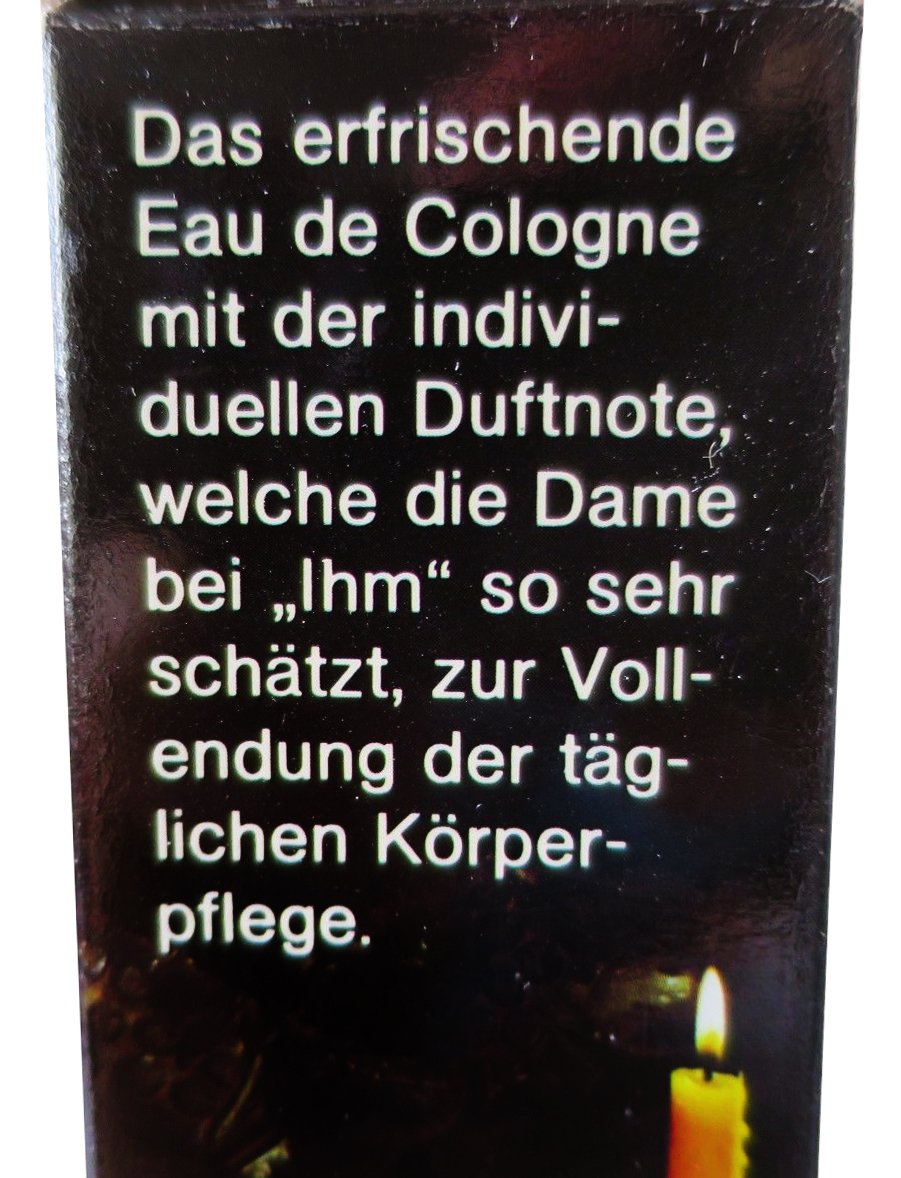 Das erfrischende
Eau de Cologne
mit der indivi-
duellen Duftnote,
welche die Dame
bei „Ihm“ so sehr
schätzt, zur Voll-
endung der täg-
lichen Körper-
pflege.